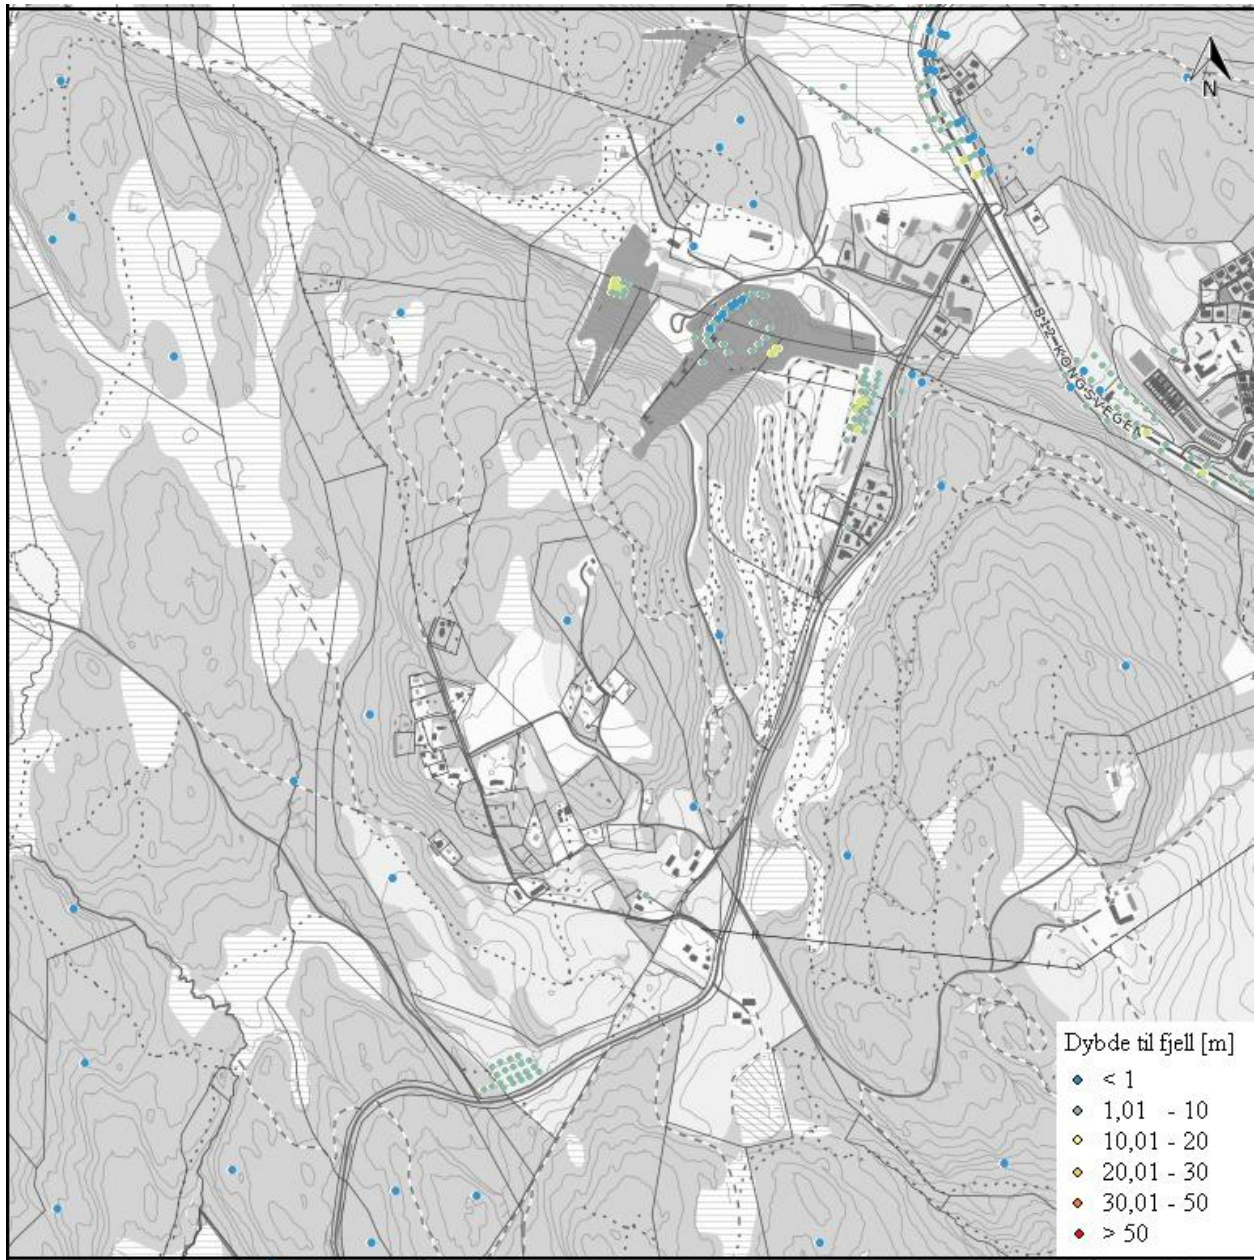 N
812 KONGSVEGEN
Dybde til fjell [m]
< 1
1,01 - 10
10,01 - 20
20,01 - 30
30,01 - 50
> 50